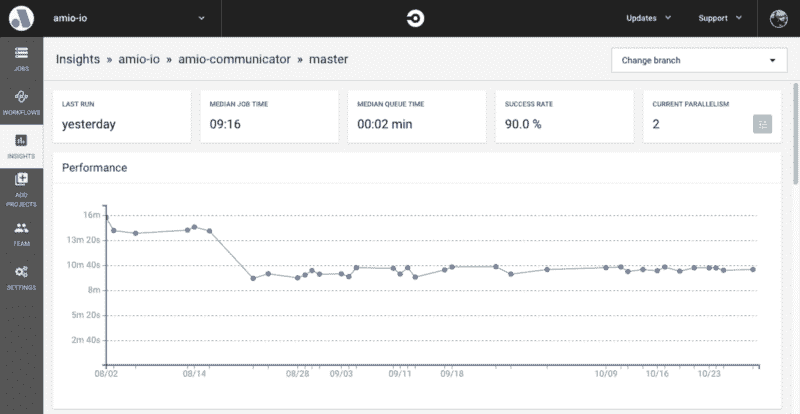 amio-io
Updates
Support
JOBS
WORKFLOWS
INSIGHTS
ADD
PROJECTS
TEAM
SETTINGS
Insights » amio-io » amio-communicator » master
Change branch
LAST RUN
yesterday
MEDIAN JOB TIME
09:16
MEDIAN QUEUE TIME
00:02 min
SUCCESS RATE
90.0 %
CURRENT PARALLELISM
2
Performance
16m
13m 20s
10m 40s
8m
5m 20s
2m 40s
08/02 08/14 08/28 09/03 09/11 09/18 10/09 10/16 10/23